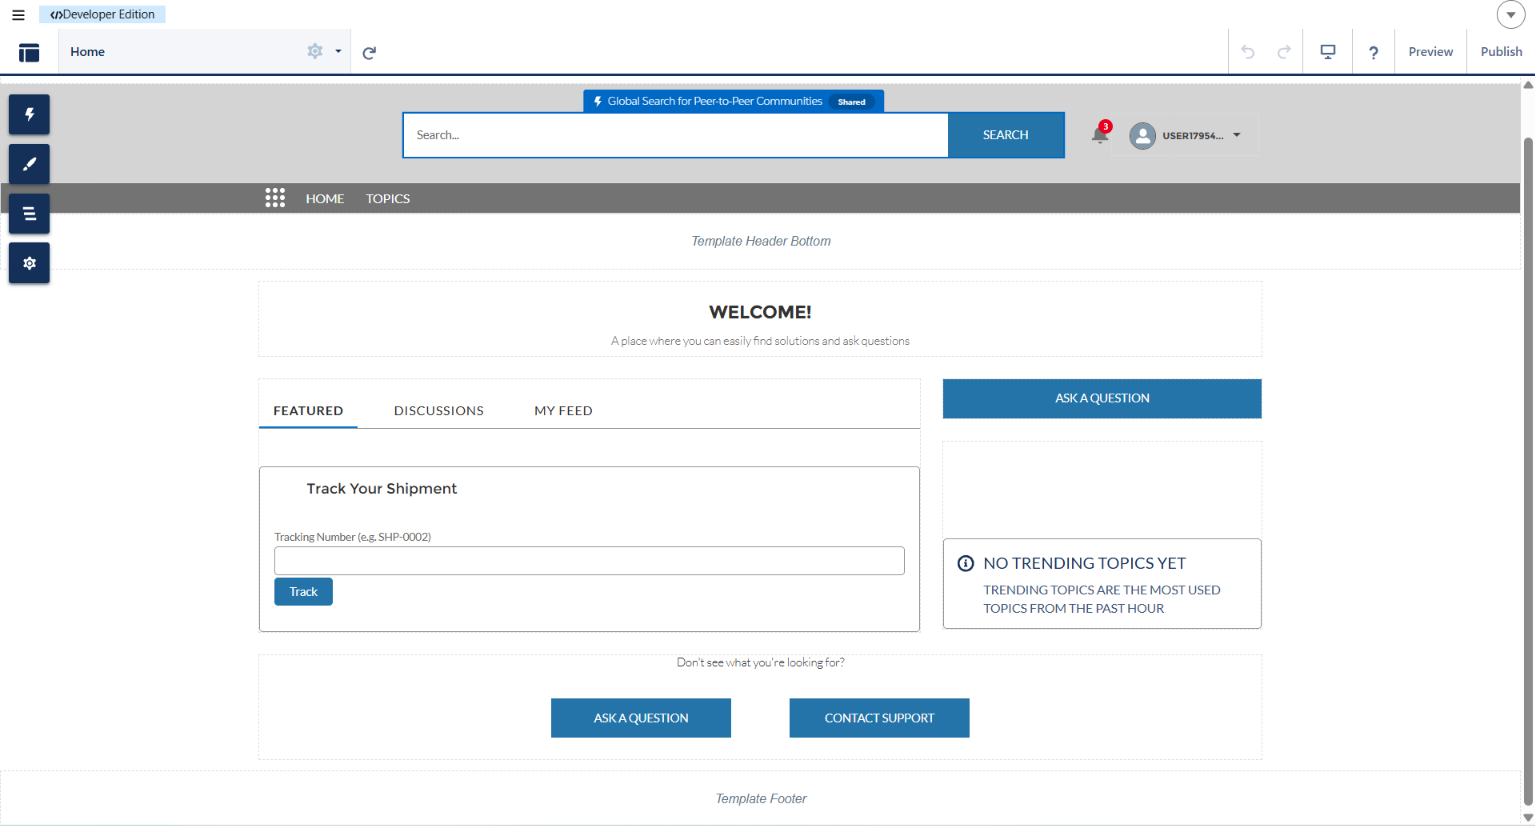 </>Developer Edition
Home
?
Preview
Publish
Global Search for Peer-to-Peer Communities
Shared
Search...
SEARCH
3
USER17954...
HOME
TOPICS
Template Header Bottom
WELCOME!
A place where you can easily find solutions and ask questions
FEATURED
DISCUSSIONS
MY FEED
ASK A QUESTION
Track Your Shipment
Tracking Number (e.g. SHP-0002)
Track
NO TRENDING TOPICS YET
TRENDING TOPICS ARE THE MOST USED
TOPICS FROM THE PAST HOUR
Don't see what you're looking for?
ASK A QUESTION
CONTACT SUPPORT
Template Footer